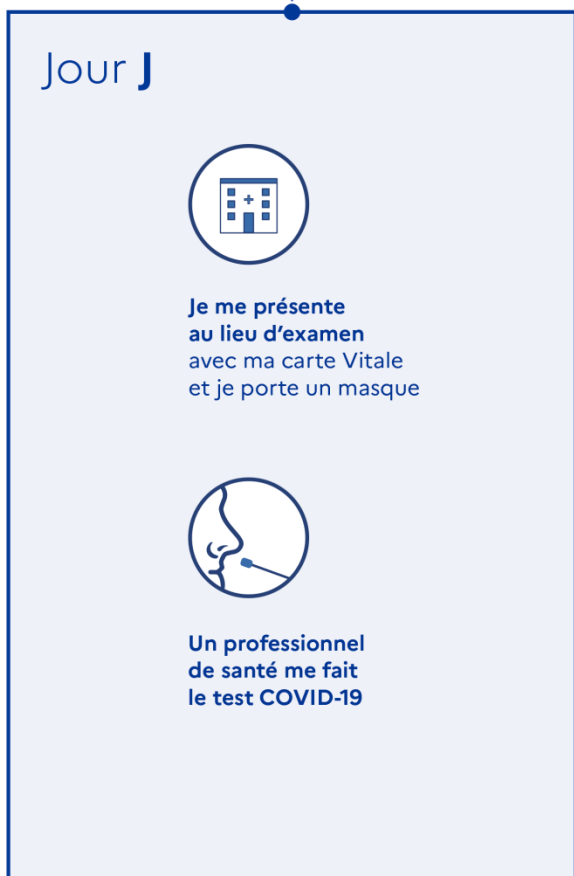 Jour J
Je me présente
au lieu d’examen
avec ma carte Vitale
et je porte un masque
Un professionnel
de santé me fait
le test COVID-19